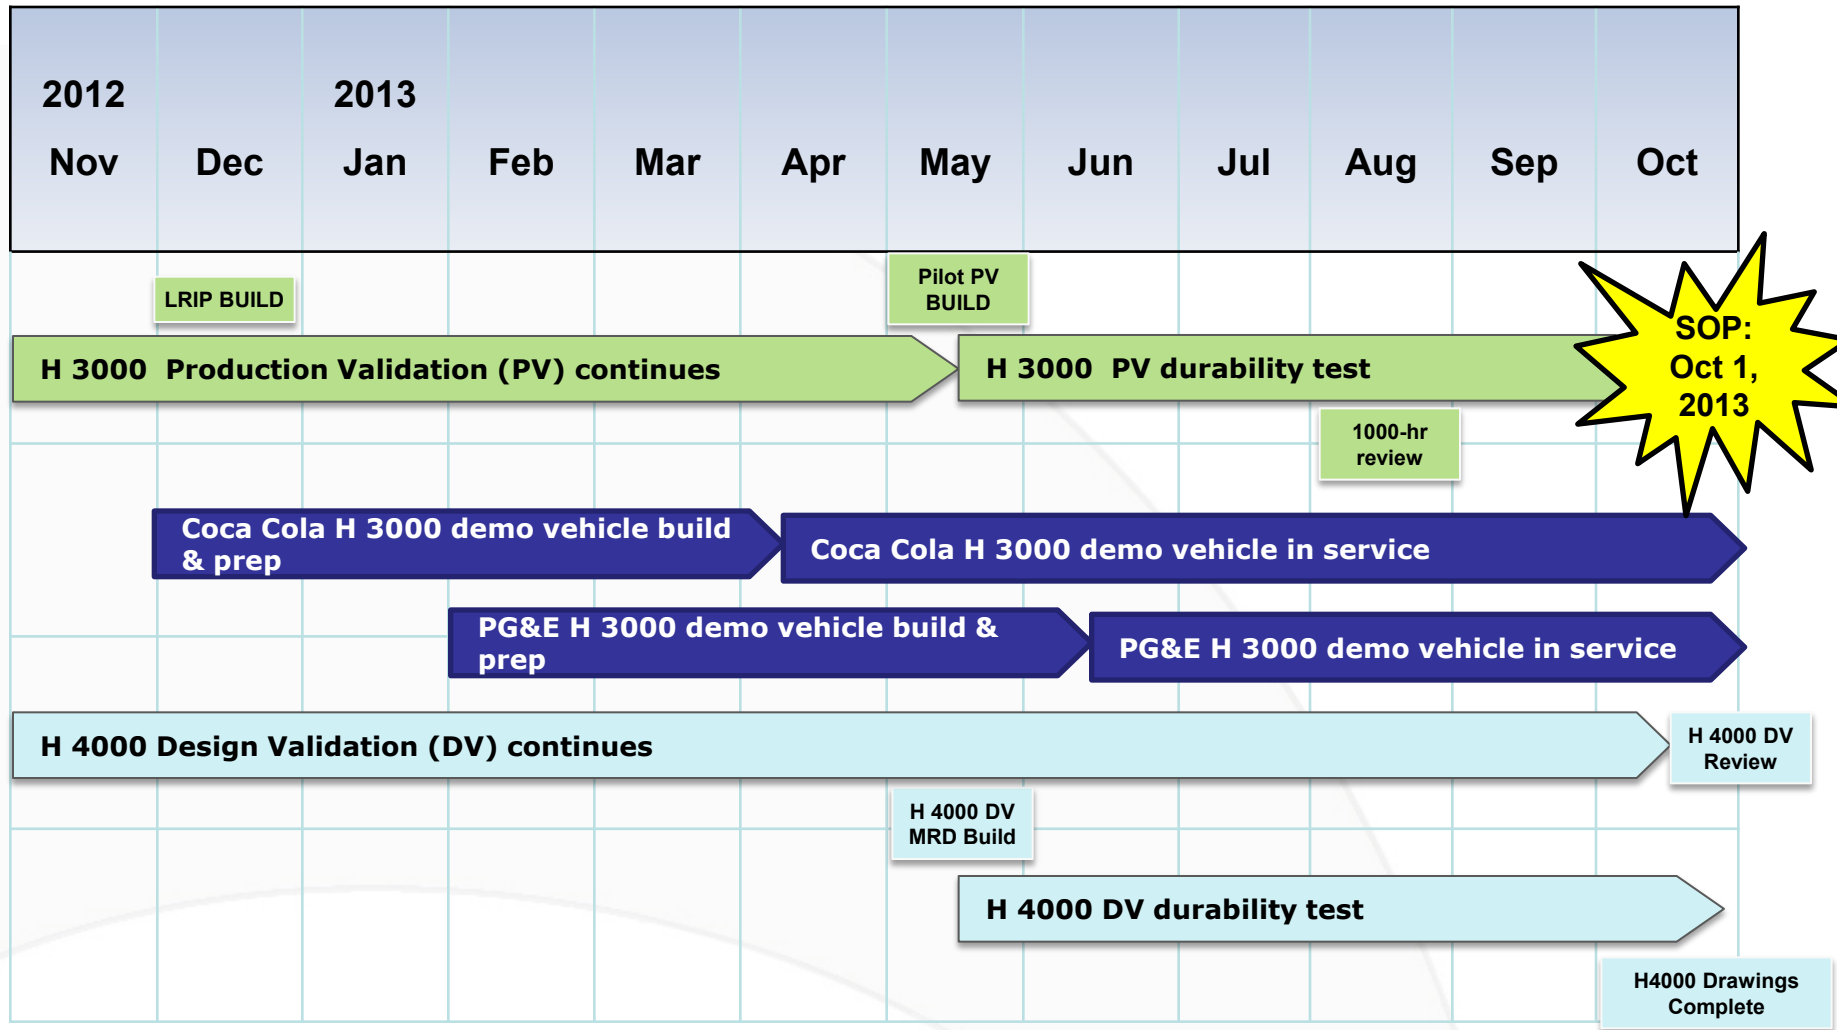 2012
2013
Nov
Dec
Jan
Feb
Mar
Apr
May
Jun
Jul
Aug
Sep
Oct
LRIP BUILD
Pilot PV
BUILD
H 3000  Production Validation (PV) continues
H 3000  PV durability test
SOP:
Oct 1,
2013
1000-hr
review
Coca Cola H 3000 demo vehicle build
& prep
Coca Cola H 3000 demo vehicle in service
PG&E H 3000 demo vehicle build &
prep
PG&E H 3000 demo vehicle in service
H 4000 Design Validation (DV) continues
H 4000 DV
Review
H 4000 DV
MRD Build
H 4000 DV durability test
H4000 Drawings
Complete